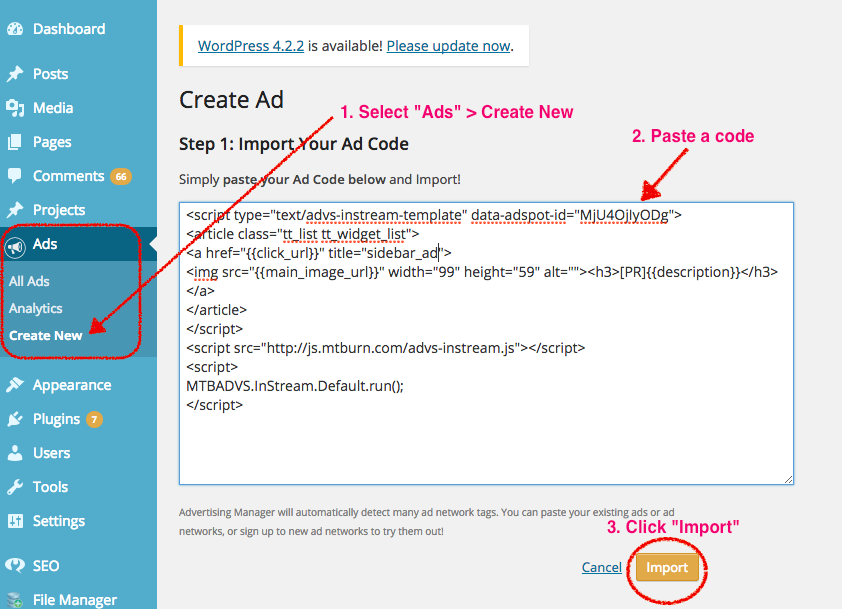 Dashboard
Posts
Media
Pages
Comments 66
Projects
Ads
All Ads
Analytics
Create New
Appearance
Plugins 7
Users
Tools
Settings
SEO
File Manager
WordPress 4.2.2 is available! Please update now.
Create Ad
1. Select "Ads" > Create New
2. Paste a code
Step 1: Import Your Ad Code
Simply paste your Ad Code below and Import!
<script type="text/advs-instream-template" data-adspot-id="MjU4OjIyODg">
<article class="tt_list tt_widget_list">
<a href="{{click_url}}" title="sidebar_ad">
<img src="{{main_image_url}}" width="99" height="59" alt=""><h3>[PR]{{description}}</h3>
</a>
</article>
</script>
<script src="http://js.mtburn.com/advs-instream.js"></script>
<script>
MTBADVS.InStream.Default.run();
</script>
Advertising Manager will automatically detect many ad network tags. You can paste your existing ads or ad
networks, or sign up to new ad networks to try them out!
3. Click "Import"
Cancel Import